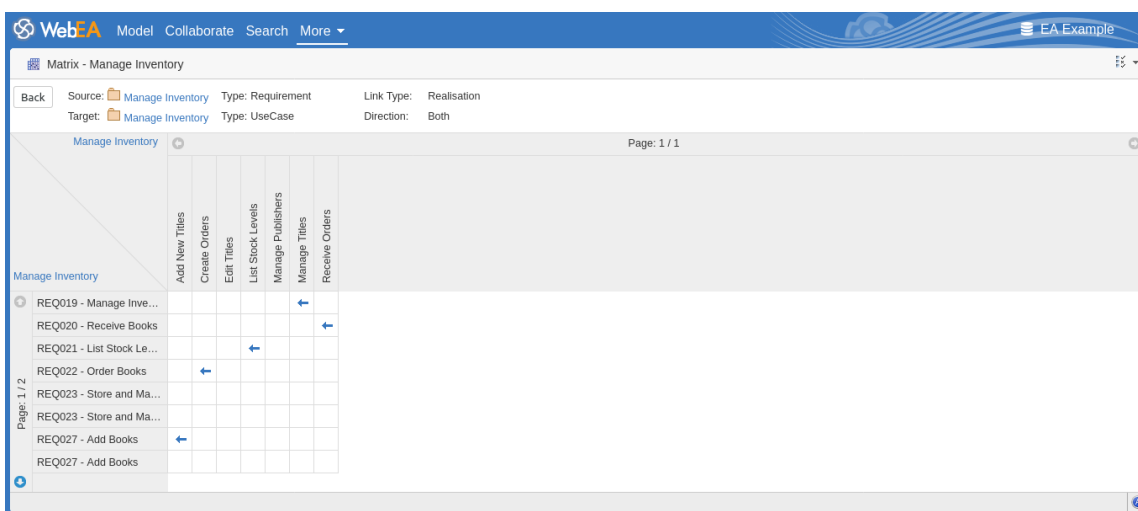 WebEA Model Collaborate Search More EA Example
Matrix - Manage Inventory
Back Source: Manage Inventory Type: Requirement Link Type: Realisation
Target: Manage Inventory Type: UseCase Direction: Both
Manage Inventory Page: 1 / 1
Add New Titles
Create Orders
Edit Titles
List Stock Levels
Manage Publishers
Manage Titles
Receive Orders
Manage Inventory
REQ019 - Manage Inve...
REQ020 - Receive Books
REQ021 - List Stock Le...
REQ022 - Order Books
REQ023 - Store and Ma...
REQ023 - Store and Ma...
REQ027 - Add Books
REQ027 - Add Books
Page: 1 / 2